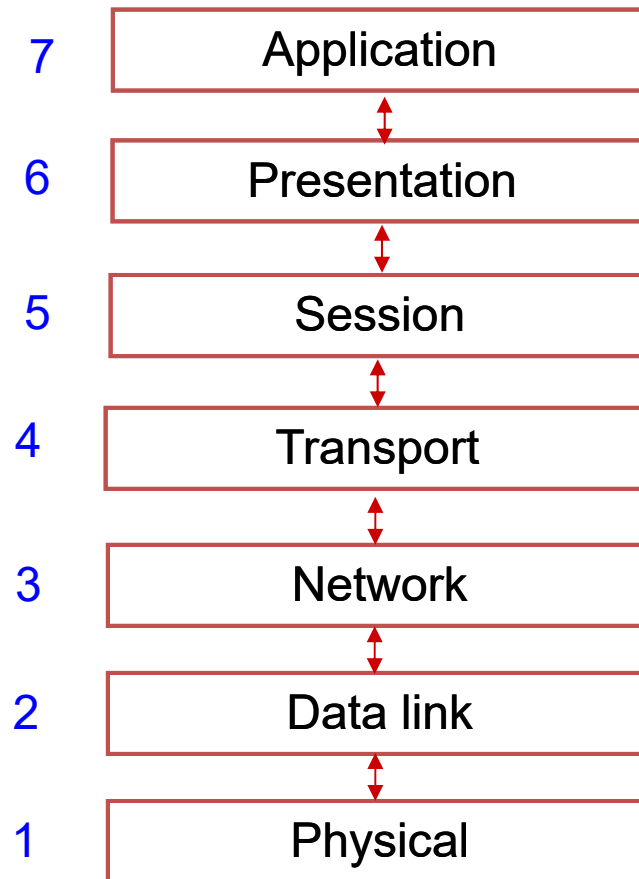 7 Application
6 Presentation
5 Session
4 Transport
3 Network
2 Data link
1 Physical